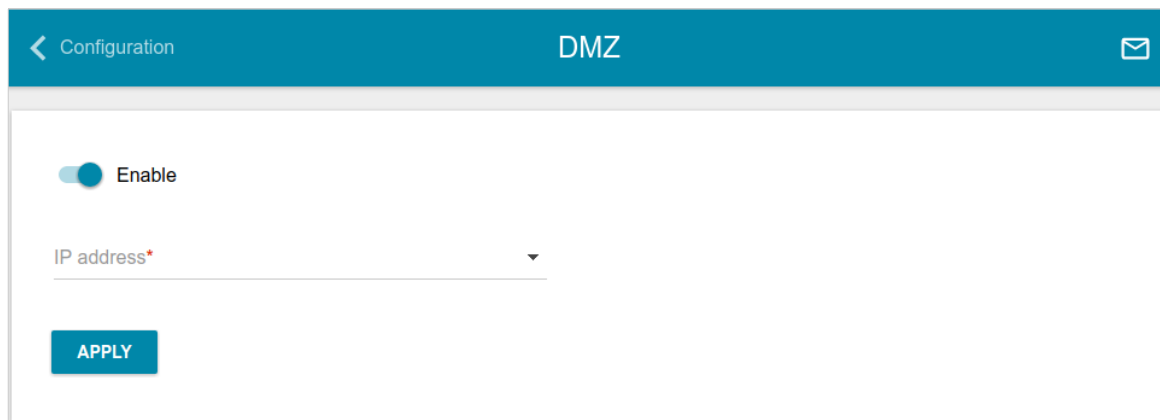 Configuration
DMZ
Enable
IP address*
APPLY